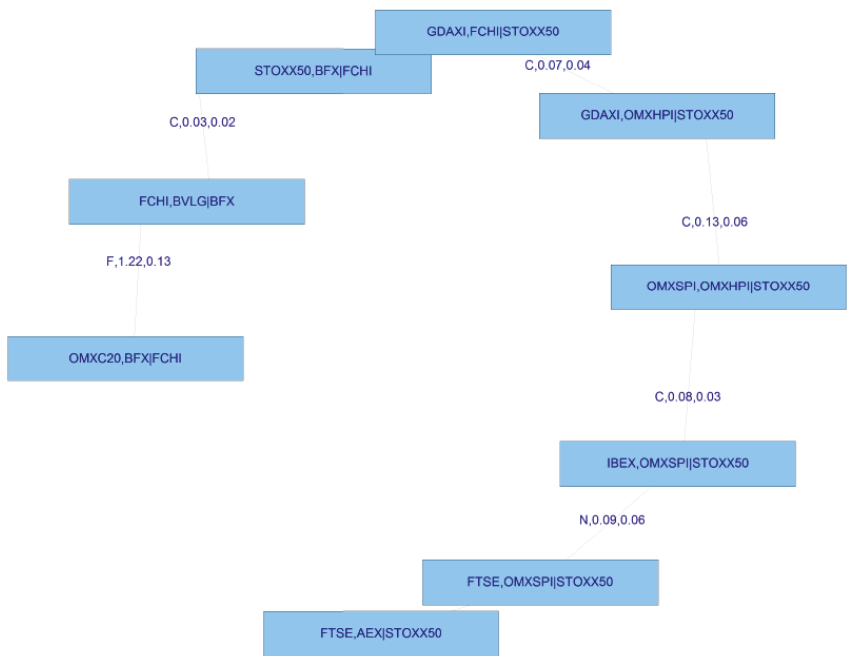 GDAXI,FCHI|STOXX50
STOXX50,BFX|FCHI
C,0.07,0.04
GDAXI,OMXHPI|STOXX50
C,0.03,0.02
FCHI,BVLG|BFX
C,0.13,0.06
F,1.22,0.13
OMXSPI,OMXHPI|STOXX50
OMXC20,BFX|FCHI
C,0.08,0.03
IBEX,OMXSPI|STOXX50
N,0.09,0.06
FTSE,OMXSPI|STOXX50
FTSE,AEX|STOXX50